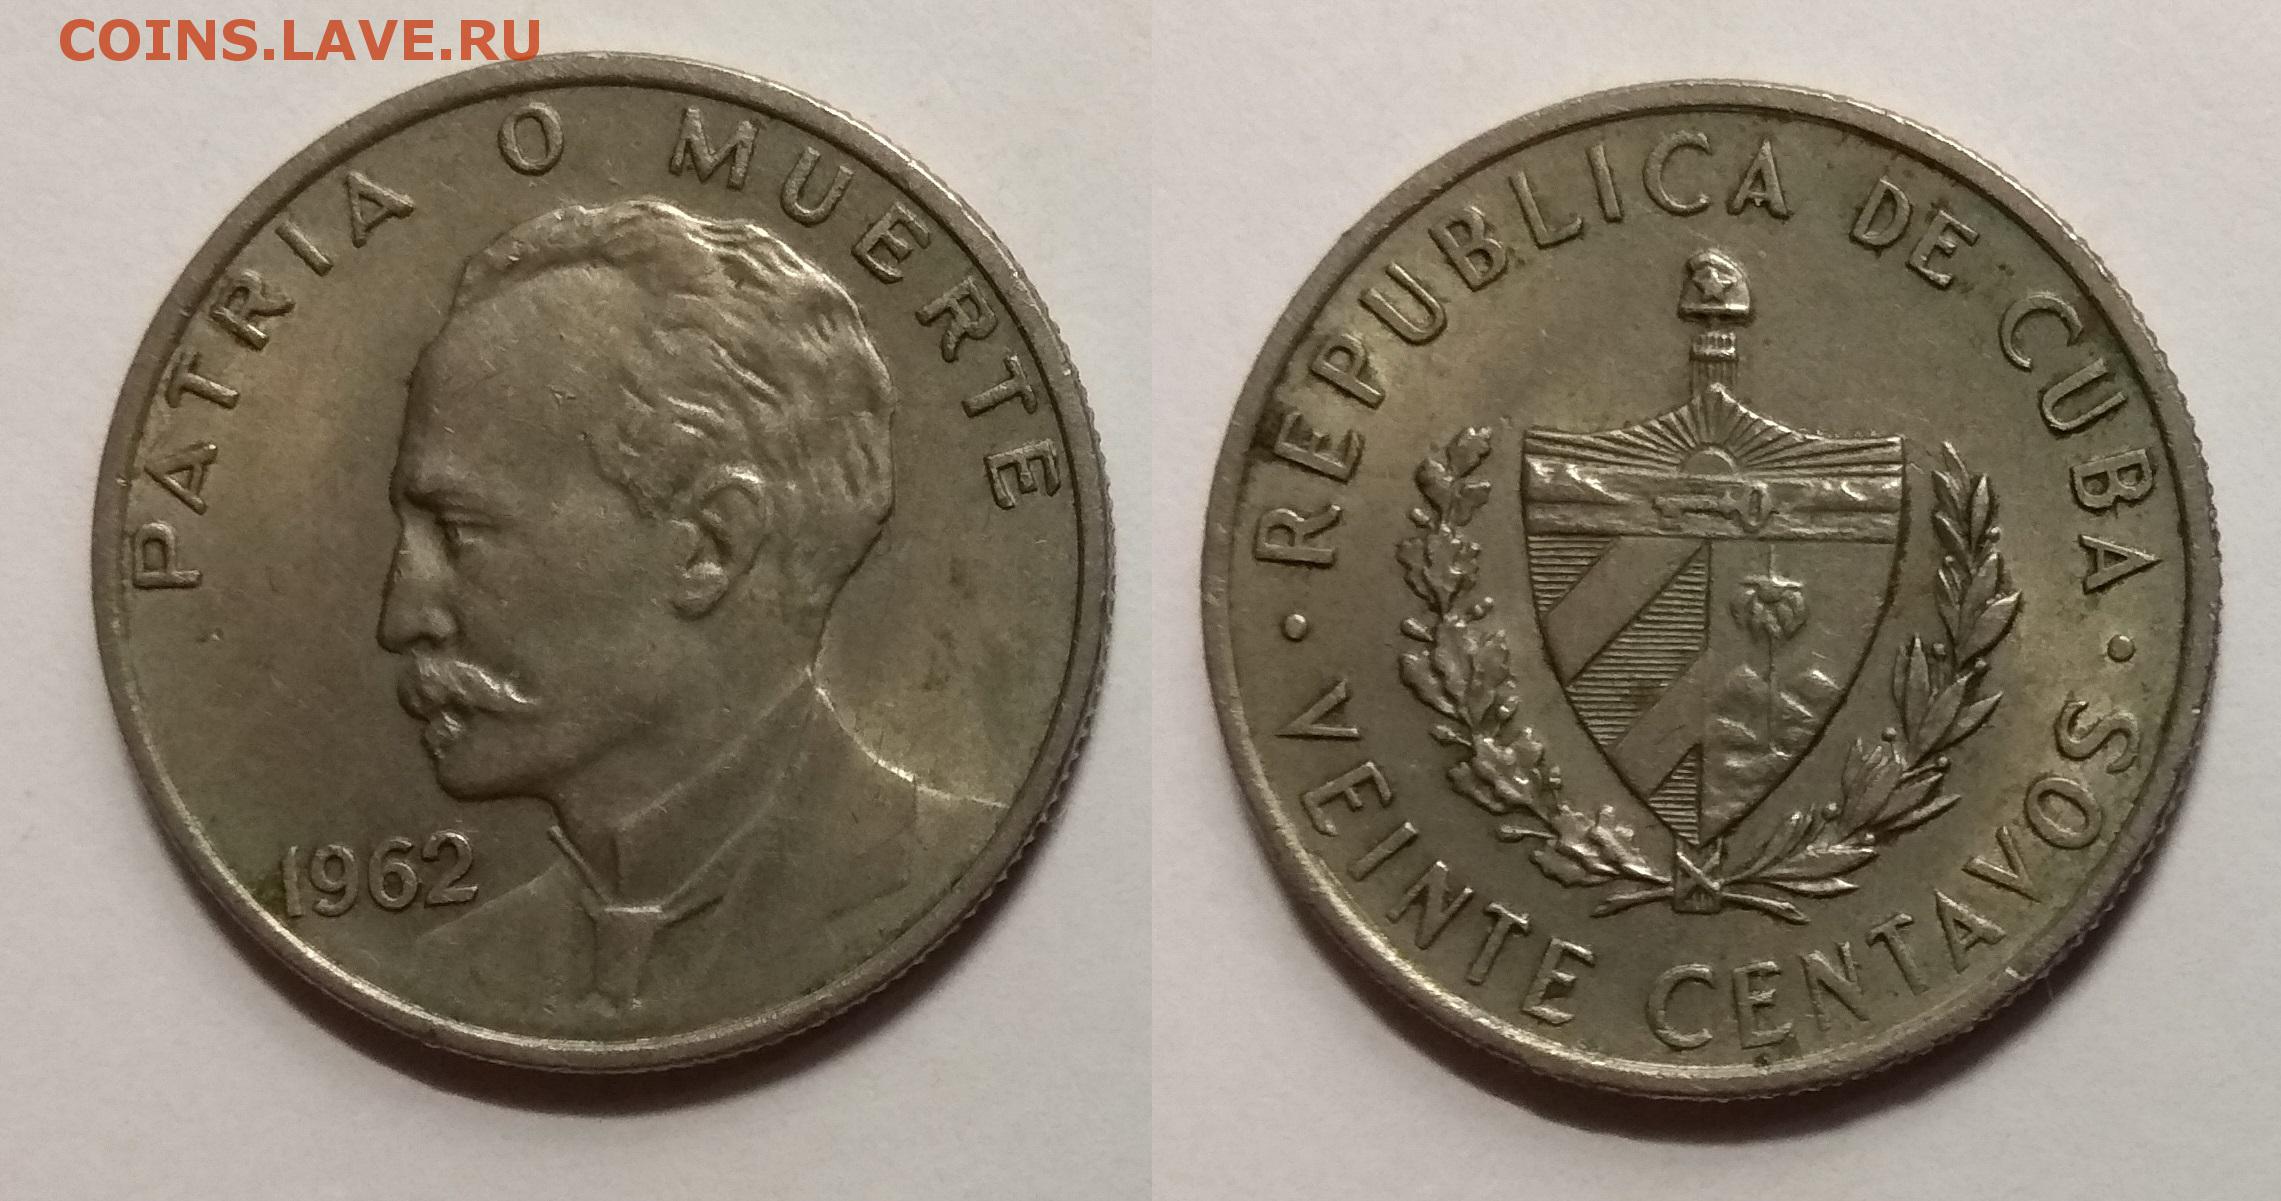 COINS.LAVE.RU
PATRIA O MUERTE
1962
REPUBLICA DE CUBA
VEINTE CENTAVOS